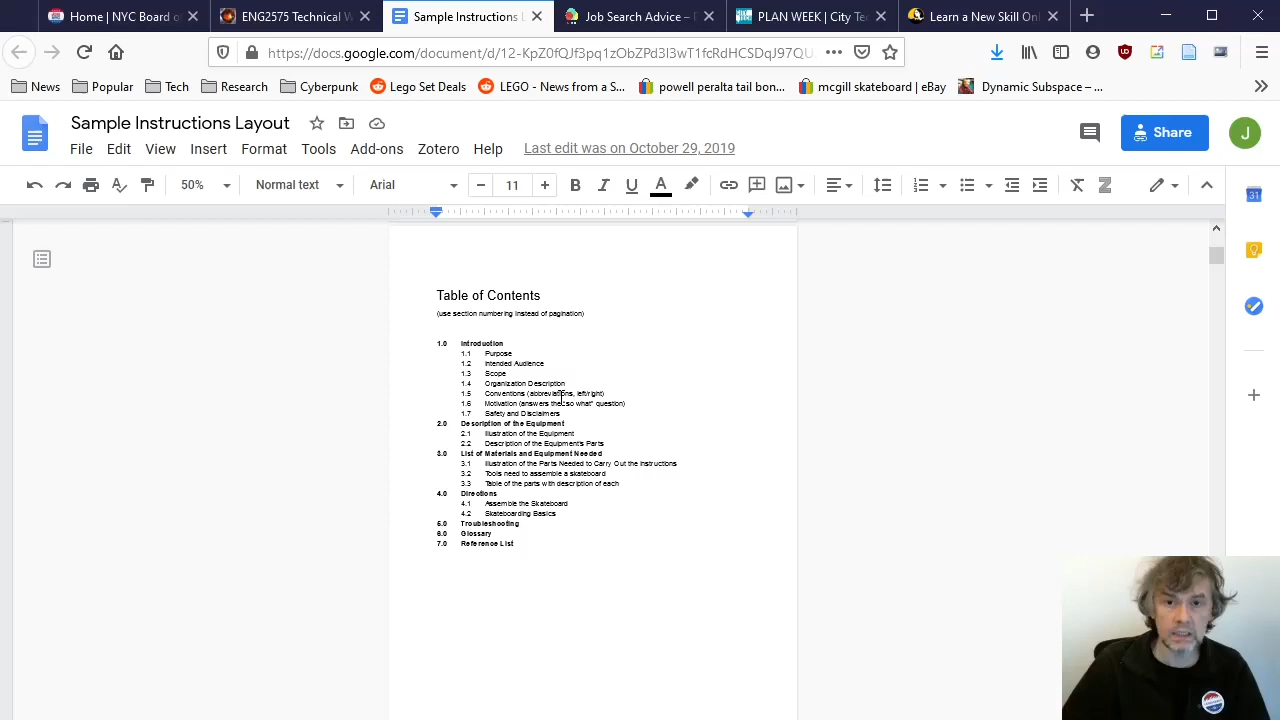 Home | NYC Board o
ENG2575 Technical W
Sample Instructions L
Job Search Advice – D
LAN WEEK | City Te
Learn a New Skill Onl
Last edit was on October 29, 2019
Sample Instructions Layout
Share
J
File Edit View Insert Format Tools Add-ons Zotero Help
News Popular Tech Research Cyberpunk Lego Set Deals LEGO - News from a S... powell peralta tail bon... mcgill skateboard | eBay Dynamic Subspace — ...
50% Normal text Arial 11
Table of Contents
(use section numbering instead of pagination)
1.0 Introduction
1.1 Purpose
1.2 Intended Audience
1.3 Scope
1.4 Organization Description
1.5 Conventions (abbreviations, left/right)
1.6 Motivation (answers the "so what" question)
1.7 Safety and Disclaimers
2.0 Description of the Equipment
2.1 Illustration of the Equipment
2.2 Description of the Equipment's Parts
3.0 List of Materials and Equipment Needed
3.1 Illustration of the Parts Needed to Carry Out the Instructions
3.2 Tools need to assemble a skateboard
3.3 Table of the parts with description of each
4.0 Directions
4.1 Assemble the Skateboard
4.2 Skateboarding Basics
5.0 Troubleshooting
6.0 Glossary
7.0 Reference List